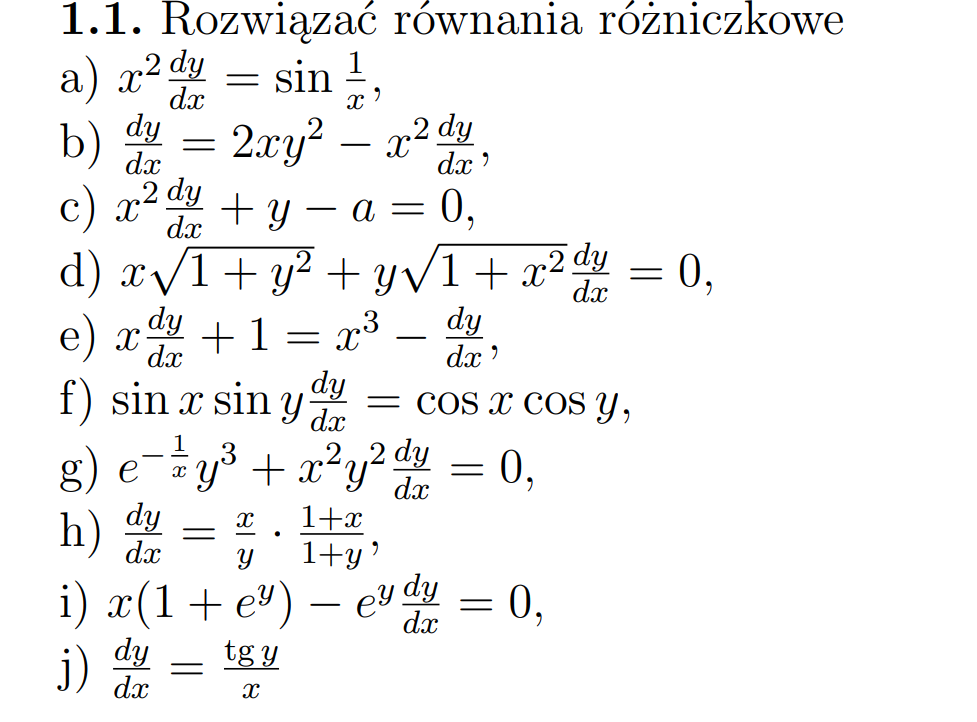 1.1. Rozwiązać równania różniczkowe
a) $x^2 \frac{dy}{dx} = \sin \frac{1}{x}$,
b) $\frac{dy}{dx} = 2xy^2 - x^2 \frac{dy}{dx}$,
c) $x^2 \frac{dy}{dx} + y - a = 0$,
d) $x\sqrt{1 + y^2} + y\sqrt{1 + x^2} \frac{dy}{dx} = 0$,
e) $x \frac{dy}{dx} + 1 = x^3 - \frac{dy}{dx}$,
f) $\sin x \sin y \frac{dy}{dx} = \cos x \cos y$,
g) $e^{-\frac{1}{x}} y^3 + x^2 y^2 \frac{dy}{dx} = 0$,
h) $\frac{dy}{dx} = \frac{x}{y} \cdot \frac{1+x}{1+y}$,
i) $x(1 + e^y) - e^y \frac{dy}{dx} = 0$,
j) $\frac{dy}{dx} = \frac{\text{tg } y}{x}$